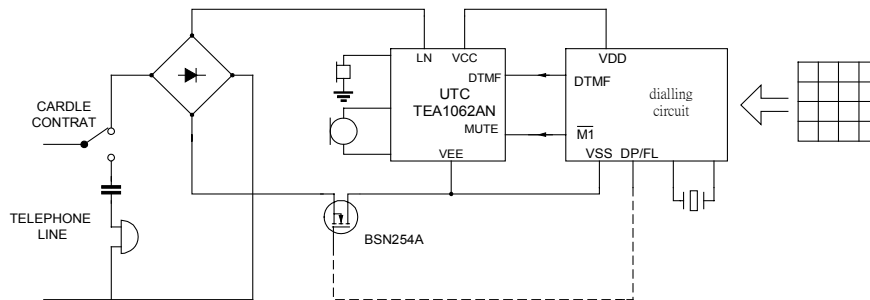 LN
VCC
VDD
DTMF
DTMF
UTC
TEA1062AN
dialling
circuit
CARDLE
CONTRAT
MUTE
M1
VEE
VSS
DP/FL
TELEPHONE
LINE
BSN254A